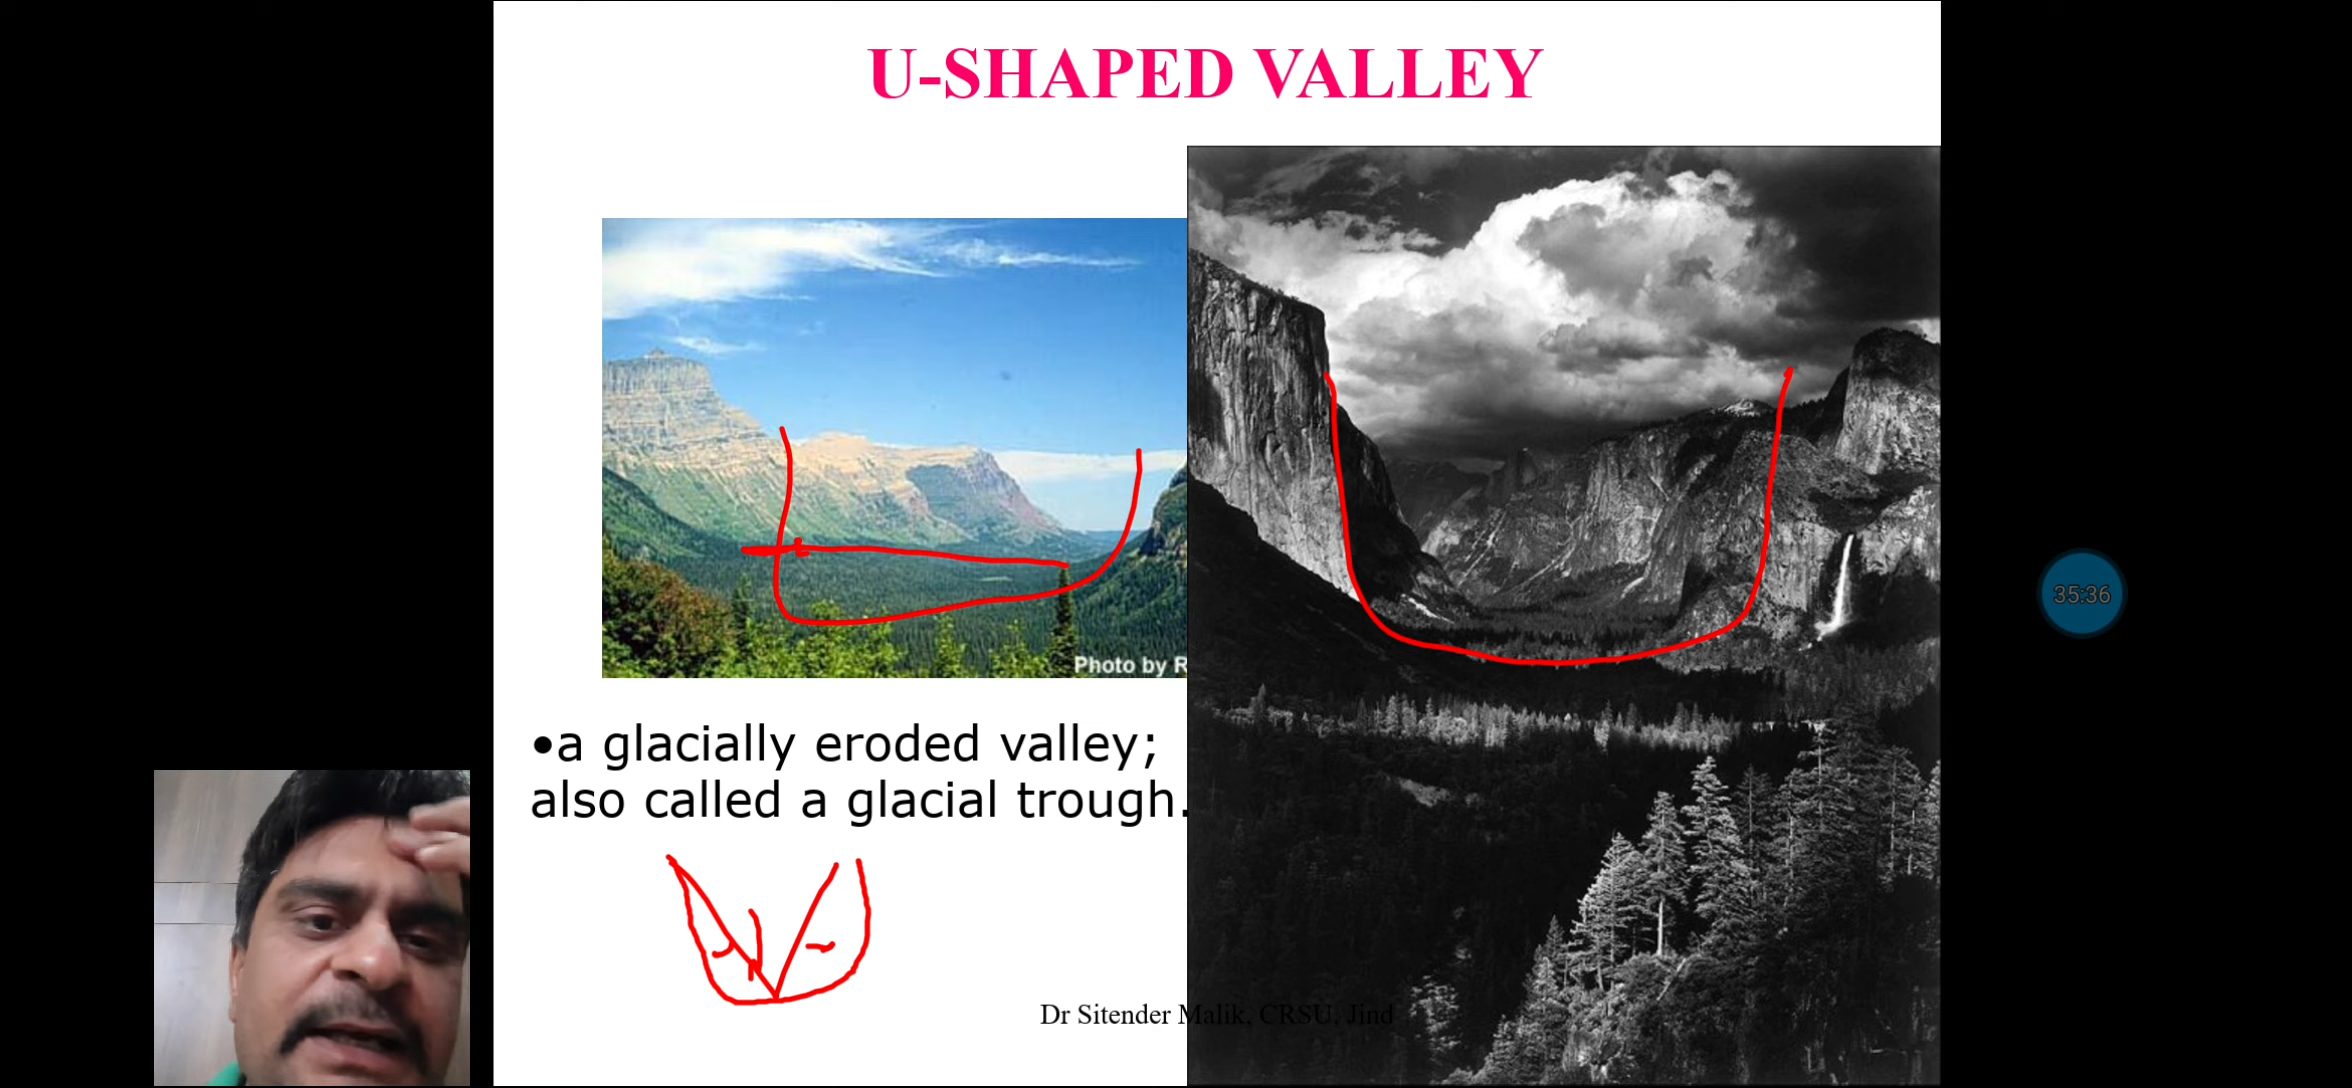 U-SHAPED VALLEY
Photo by R
•a glacially eroded valley;
also called a glacial trough.
Dr Sitender Malik, CRSU, Jind
35:36